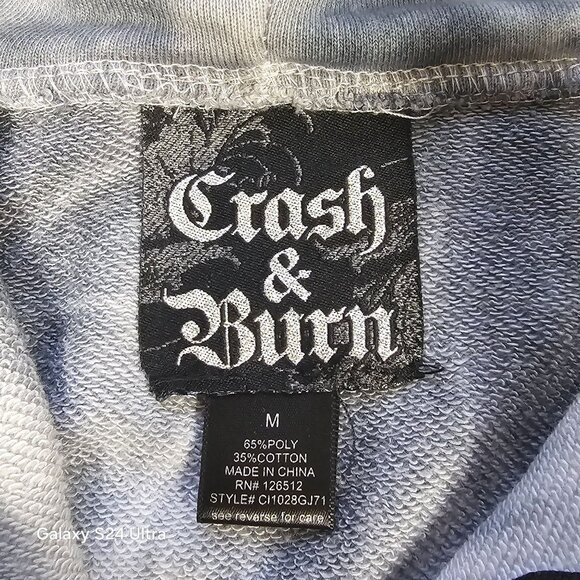 Crash
&
Burn
M
65%POLY
35%COTTON
MADE IN CHINA
RN# 126512
STYLE# CI1028GJ71
see reverse for care
Galaxy S24 Ultra